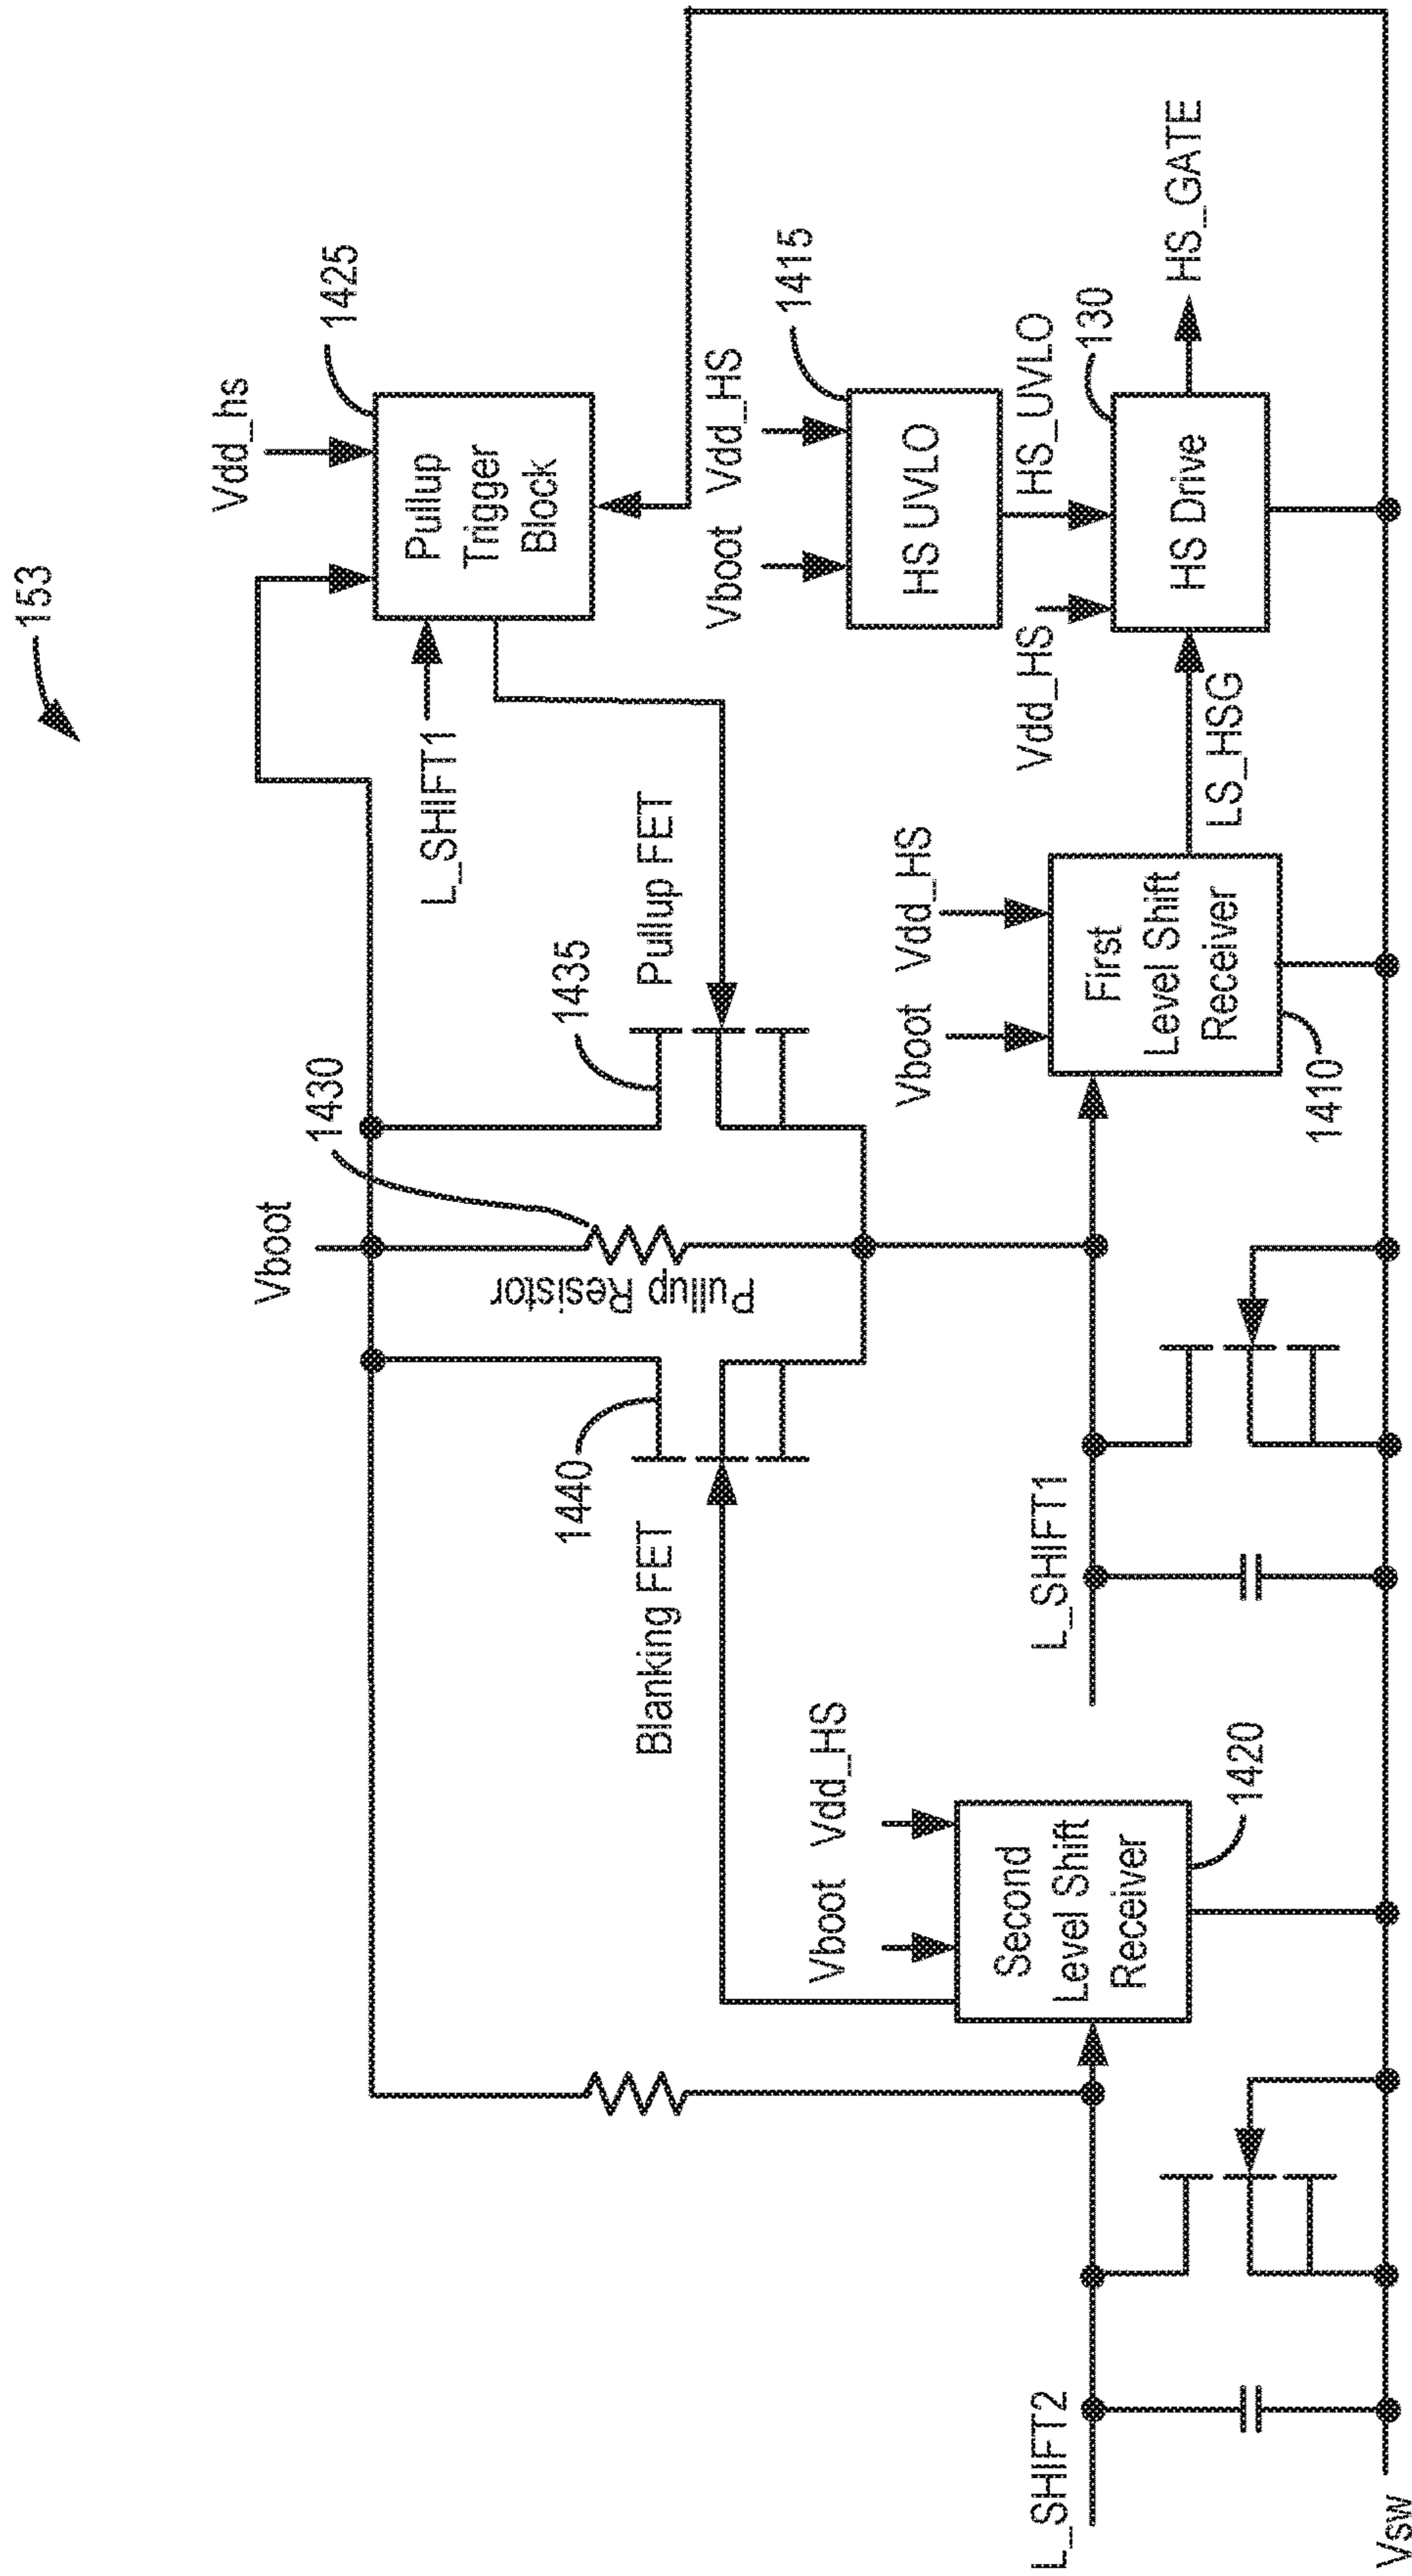 153
Vdd_hs
1425
Pullup
Trigger
Block
L_SHIFT1
Vboot
1430
Pullup Resistor
1435
Pullup FET
1440
Blanking FET
Vboot
Vdd_HS
1415
HS UVLO
HS_UVLO
Vboot
Vdd_HS
Second
Level Shift
Receiver
1420
Vboot
Vdd_HS
First
Level Shift
Receiver
1410
LS_HSG
Vdd_HS
130
HS Drive
HS_GATE
L_SHIFT2
L_SHIFT1
Vsw